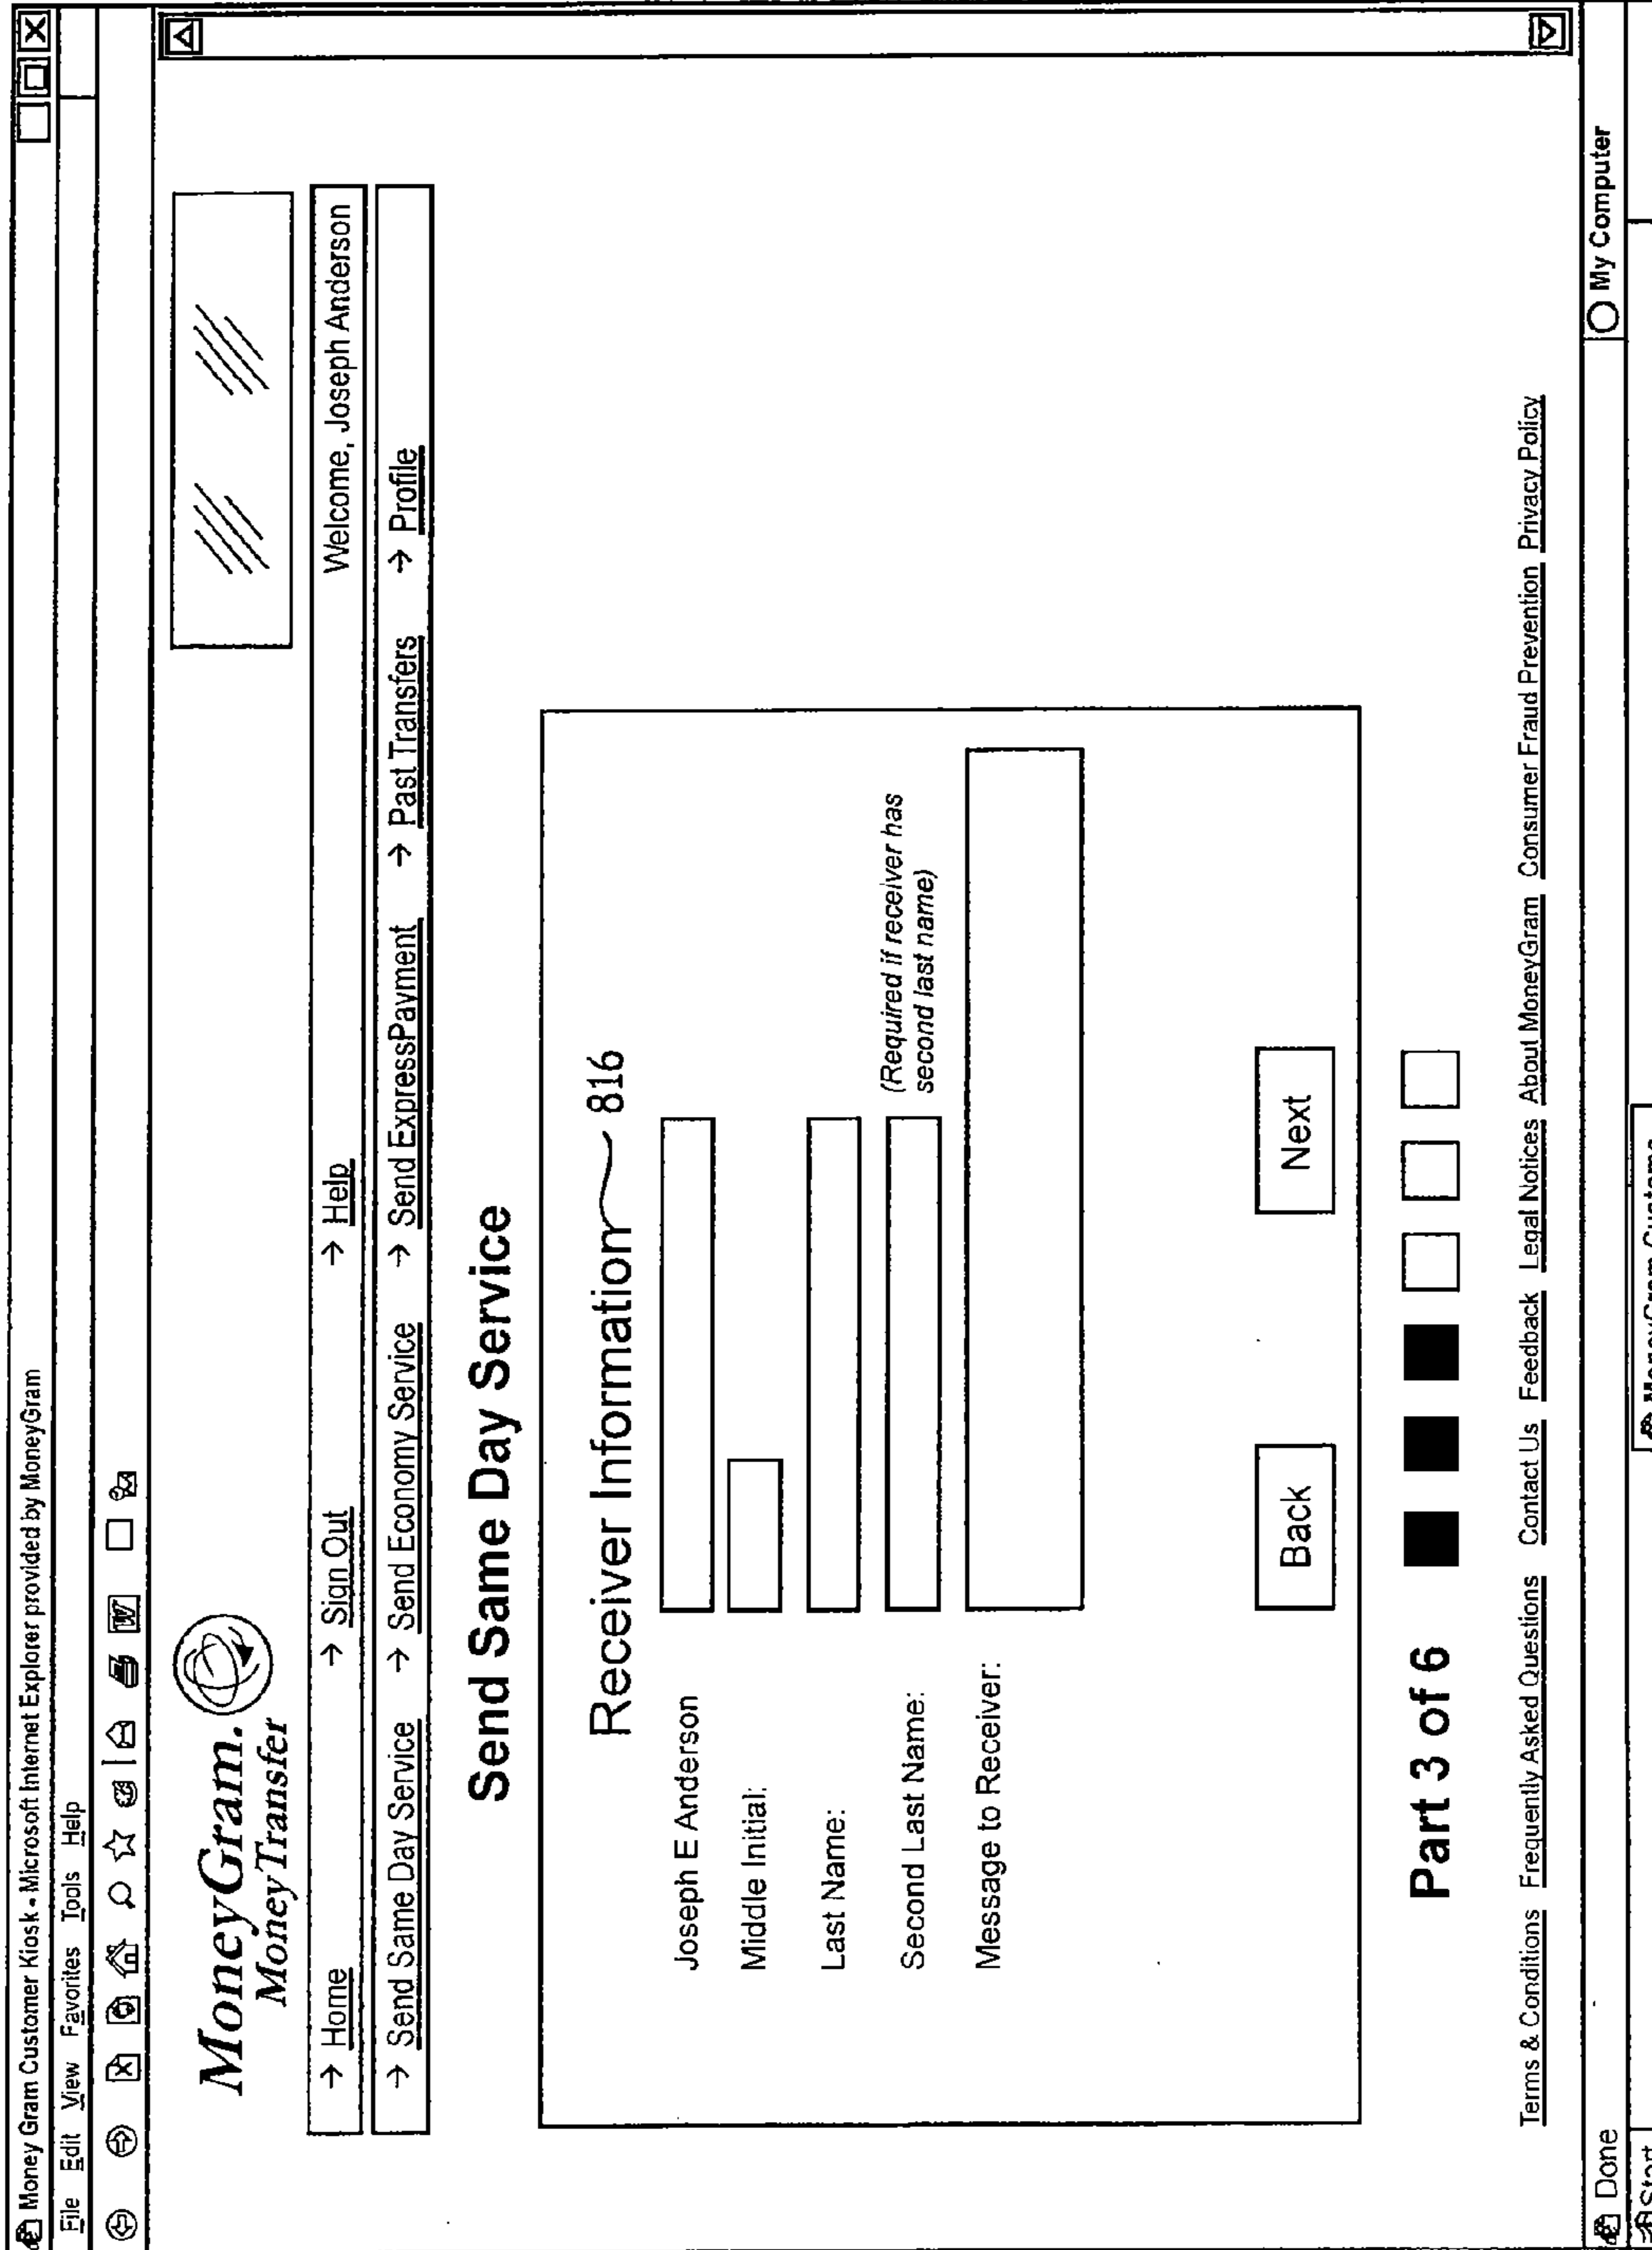 Money Gram Customer Kiosk - Microsoft Internet Explorer provided by MoneyGram
File Edit View Favorites Tools Help
W
MoneyGram.
MoneyTransfer
→ Home → Sign Out → Help Welcome, Joseph Anderson
→ Send Same Day Service → Send Economy Service → Send ExpressPayment → Past Transfers → Profile
Send Same Day Service
Receiver Information 816
Joseph E Anderson
Middle Initial:
Last Name:
Second Last Name: (Required if receiver has
second last name)
Message to Receiver:
Back Next
Part 3 of 6
Terms & Conditions Frequently Asked Questions Contact Us Feedback Legal Notices About MoneyGram Consumer Fraud Prevention Privacy Policy
Done My Computer
Start MoneyGram Custome